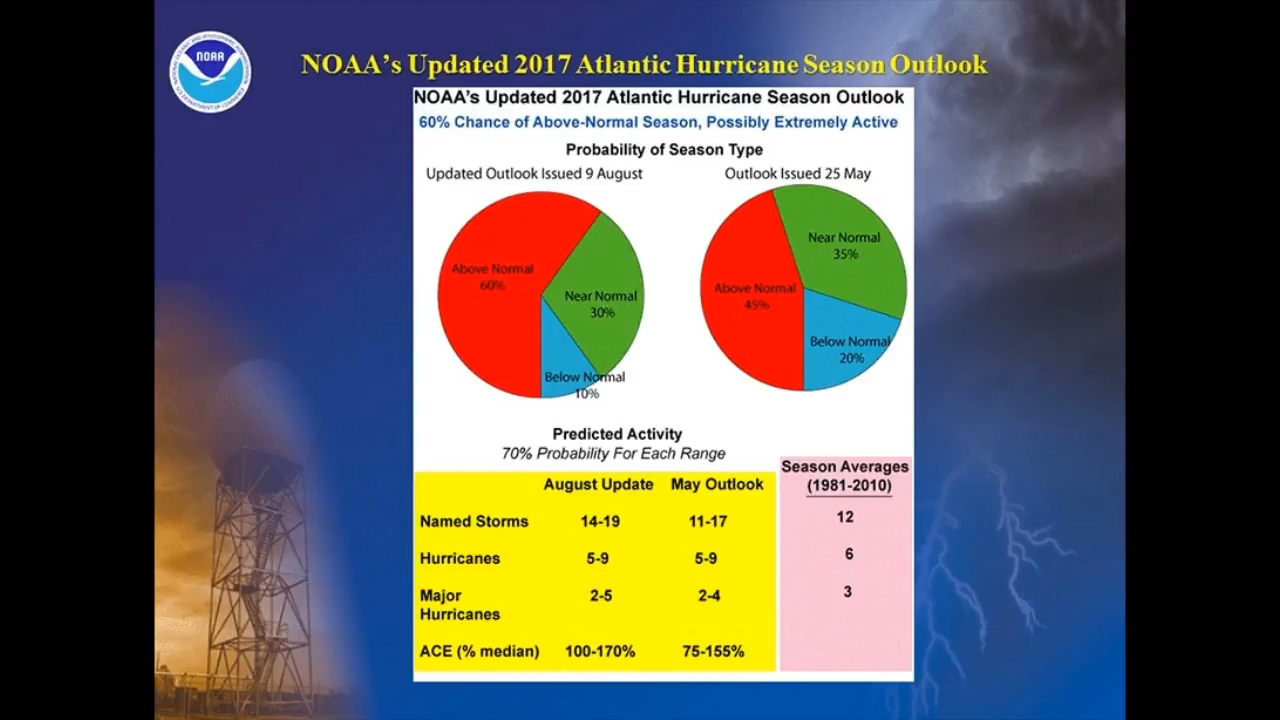 NOAA
NOAA's Updated 2017 Atlantic Hurricane Season Outlook
NOAA's Updated 2017 Atlantic Hurricane Season Outlook
60% Chance of Above-Normal Season, Possibly Extremely Active
Probability of Season Type
Updated Outlook Issued 9 August
Above Normal
60%
Near Normal
30%
Below Normal
10%
Outlook Issued 25 May
Near Normal
35%
Above Normal
45%
Below Normal
20%
Predicted Activity
70% Probability For Each Range
Season Averages
(1981-2010)
August Update May Outlook
Named Storms 14-19 11-17 12
Hurricanes 5-9 5-9 6
Major 2-5 2-4 3
Hurricanes
ACE (% median) 100-170% 75-155%